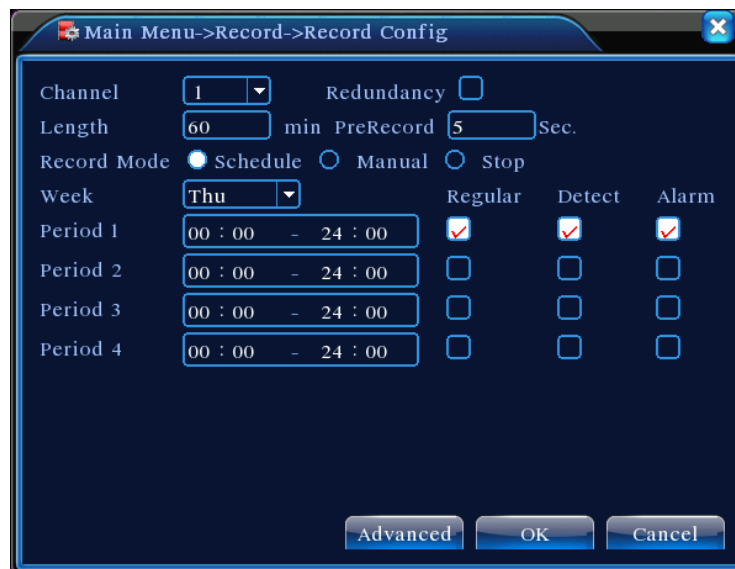 Main Menu->Record->Record Config
Channel 1 Redundancy
Length 60 min PreRecord 5 Sec.
Record Mode Schedule Manual Stop
Week Thu Regular Detect Alarm
Period 1 00 : 00 - 24 : 00
Period 2 00 : 00 - 24 : 00
Period 3 00 : 00 - 24 : 00
Period 4 00 : 00 - 24 : 00
Advanced OK Cancel